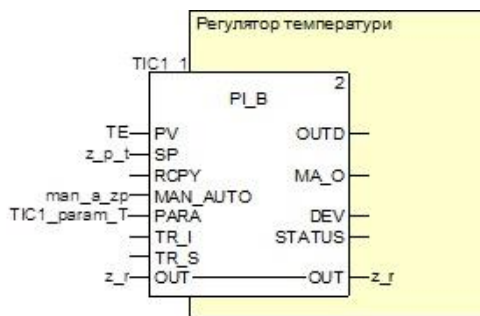 Регулятор температури
TIC1_1
2
PI_B
TE PV OUTD
z_p_t SP
RCPY MA_O
man_a_zp MAN_AUTO
TIC1_param_T PARA DEV
TR_I STATUS
TR_S
z_r OUT OUT z_r